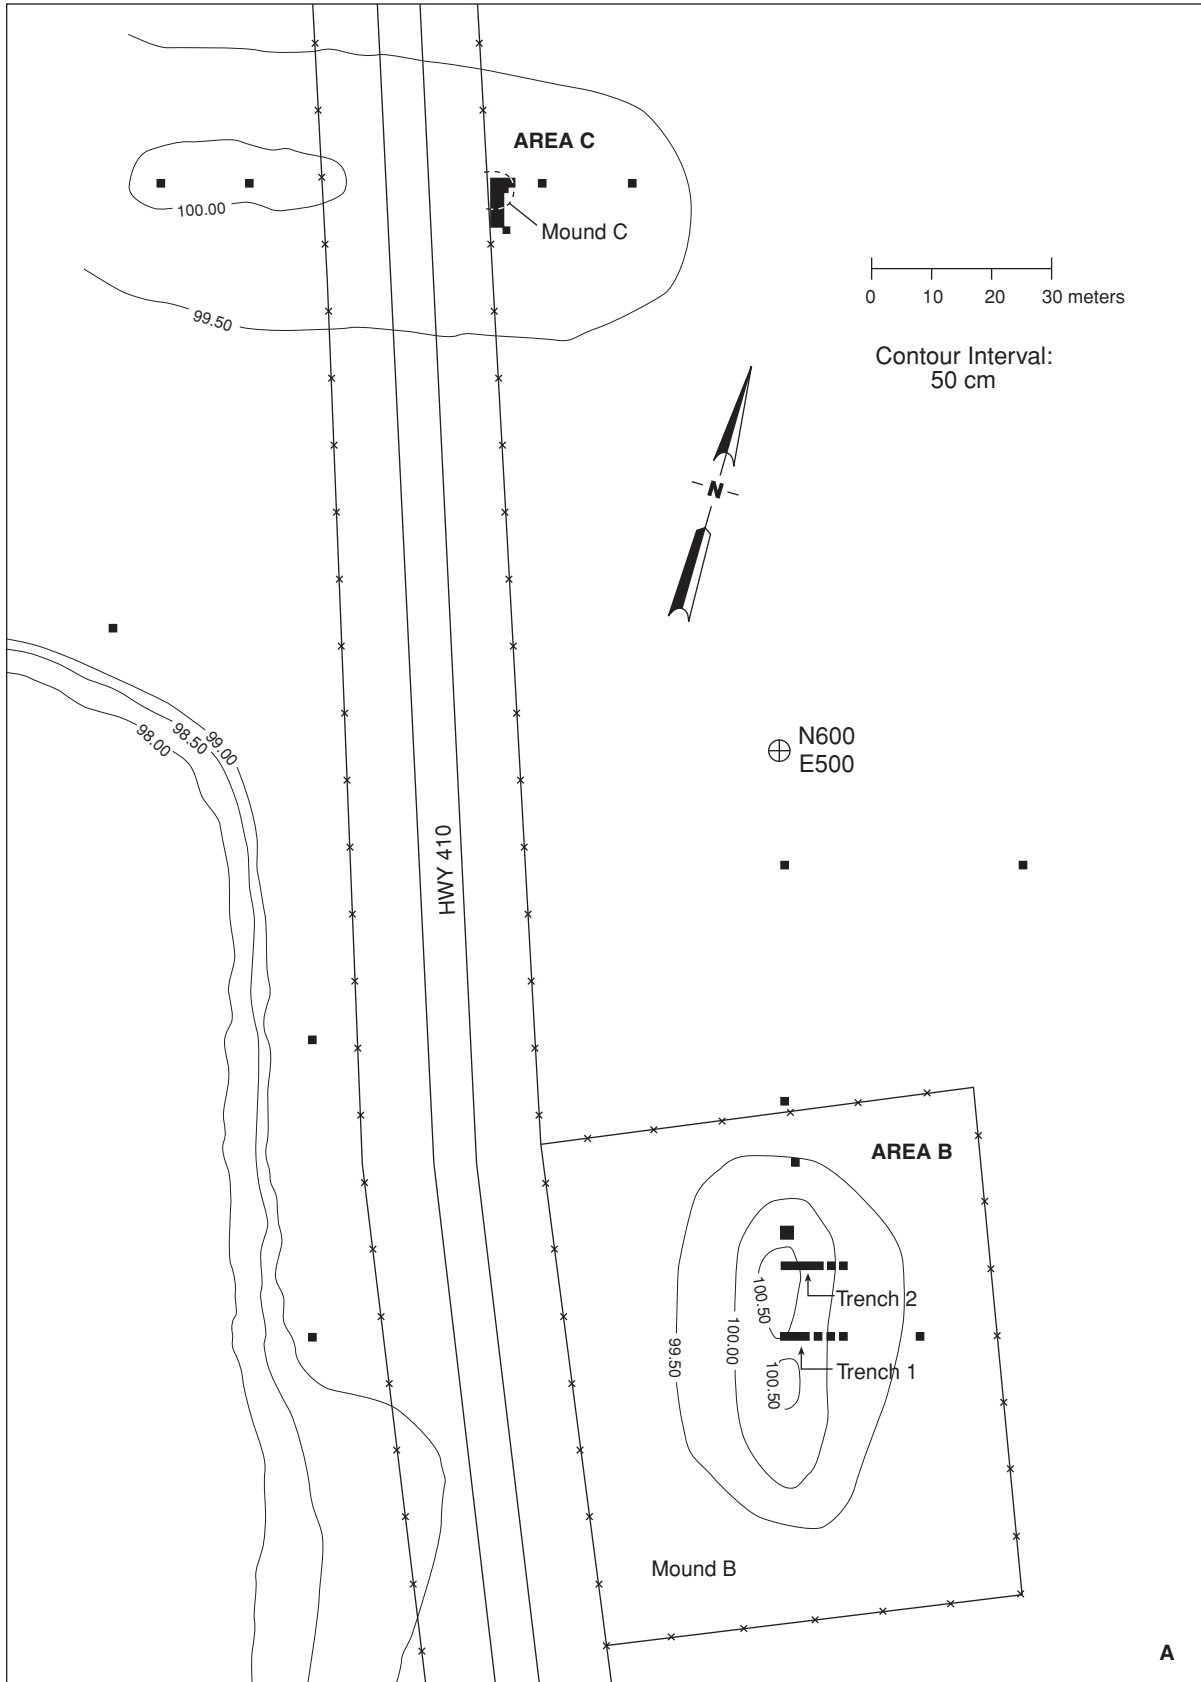 AREA C
100.00
Mound C
0 10 20 30 meters
99.50
Contour Interval:
50 cm
N
98.00
98.50
99.00
N600
E500
HWY 410
AREA B
100.50
Trench 2
99.50
100.00
100.50
Trench 1
Mound B
A